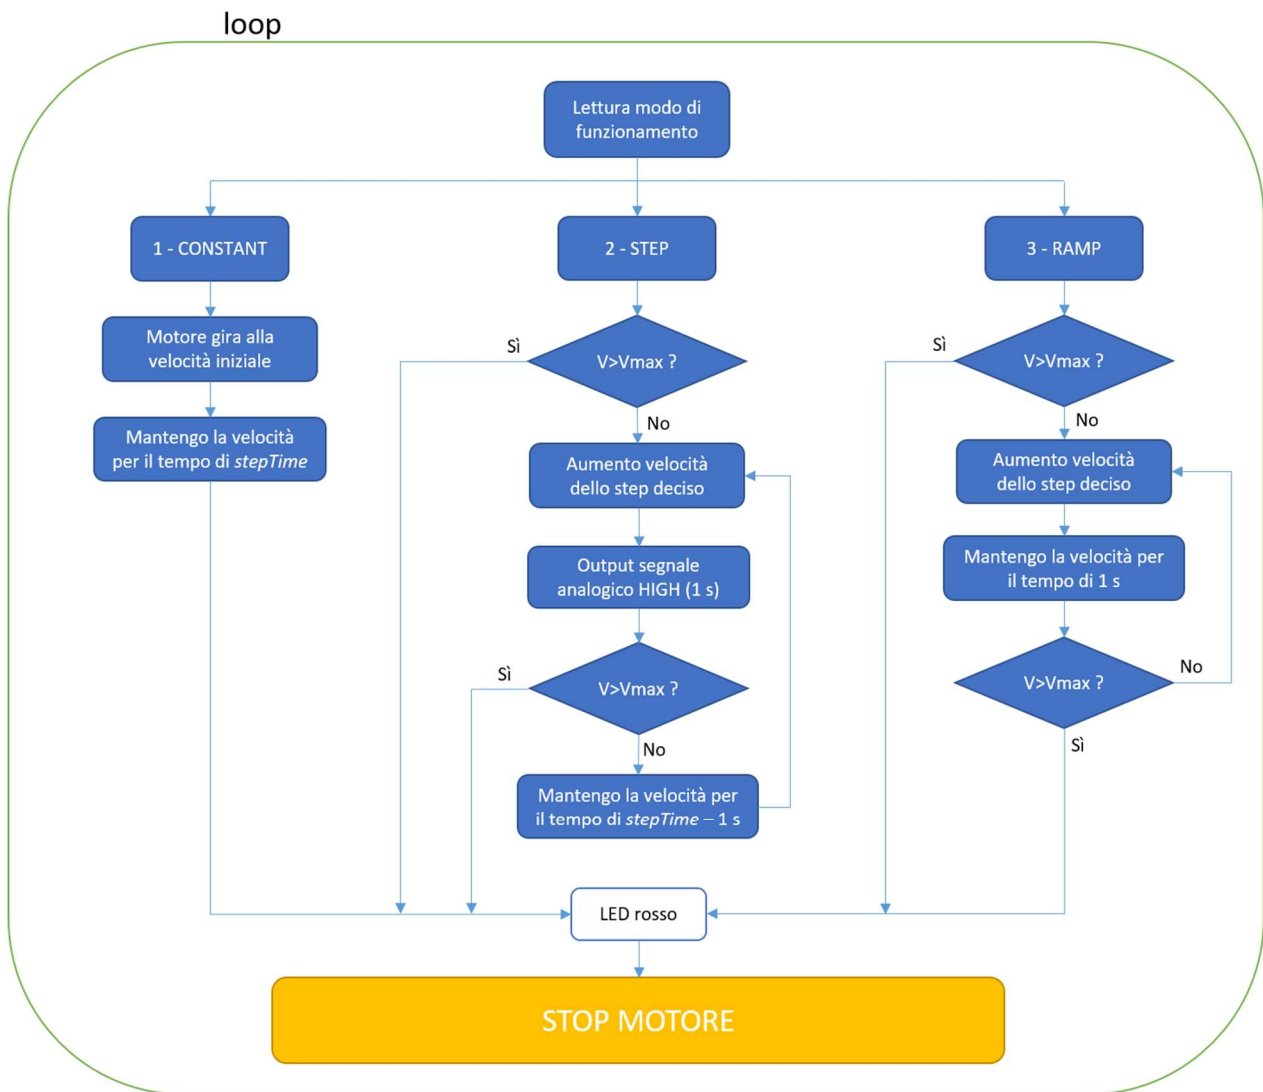 loop
Lettura modo di
funzionamento
1 - CONSTANT
2 - STEP
3 - RAMP
Motore gira alla
velocità iniziale
Mantengo la velocità
per il tempo di stepTime
Sì
V>Vmax ?
No
Aumento velocità
dello step deciso
Output segnale
analogico HIGH (1 s)
Sì
V>Vmax ?
No
Mantengo la velocità per
il tempo di stepTime – 1 s
Sì
V>Vmax ?
No
Aumento velocità
dello step deciso
Mantengo la velocità per
il tempo di 1 s
V>Vmax ?
No
Sì
LED rosso
STOP MOTORE